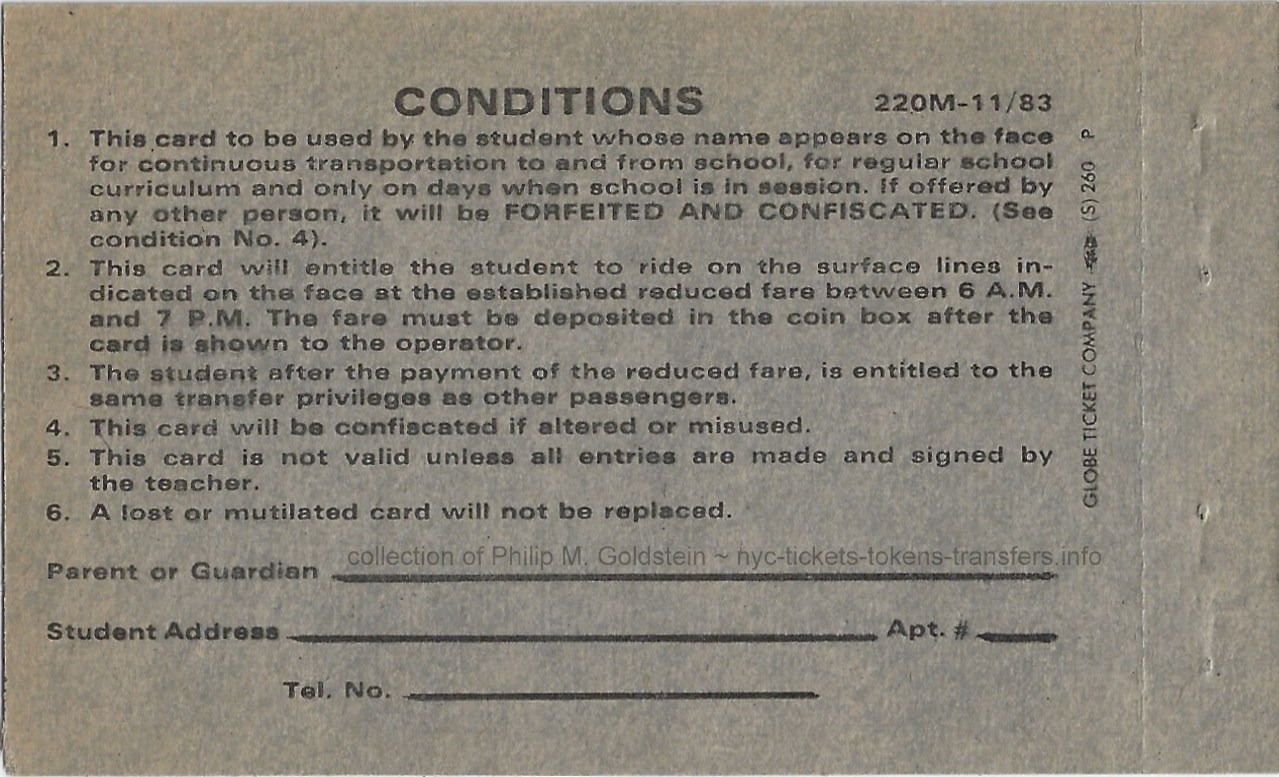 CONDITIONS 220M-11/83
1. This card to be used by the student whose name appears on the face
for continuous transportation to and from school, for regular school
curriculum and only on days when school is in session. If offered by
any other person, it will be FORFEITED AND CONFISCATED. (See
condition No. 4).
2. This card will entitle the student to ride on the surface lines in-
dicated on the face at the established reduced fare between 6 A.M.
and 7 P.M. The fare must be deposited in the coin box after the
card is shown to the operator.
3. The student after the payment of the reduced fare, is entitled to the
same transfer privileges as other passengers.
4. This card will be confiscated if altered or misused.
5. This card is not valid unless all entries are made and signed by
the teacher.
6. A lost or mutilated card will not be replaced.
collection of Philip M. Goldstein ~ nyc-tickets-tokens-transfers.info
Parent or Guardian
Student Address Apt. #
Tel. No.
GLOBE TICKET COMPANY (S) 260 P